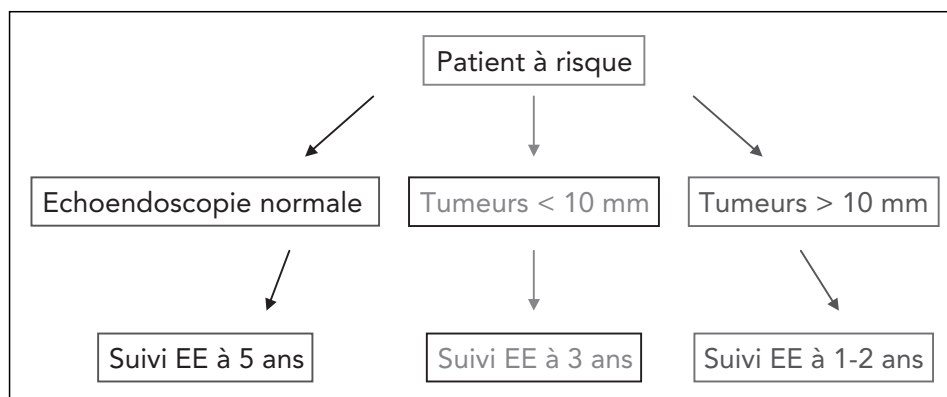 Patient à risque
Echoendoscopie normale
Tumeurs < 10 mm
Tumeurs > 10 mm
Suivi EE à 5 ans
Suivi EE à 3 ans
Suivi EE à 1-2 ans